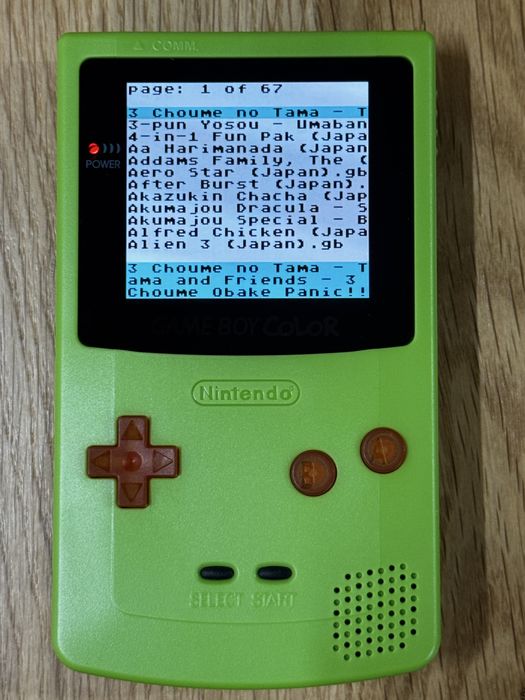 COMM.
page: 1 of 67
3 Choume no Tama - T
3-pun Yosou - Umaban
4-in-1 Fun Pak (Japa
Aa Harimanada (Japan
Addams Family, The (
Aero Star (Japan).gb
After Burst (Japan).
Akazukin Chacha (Jap
Akumajou Dracula - S
Akumajou Special - B
Alfred Chicken (Japa
Alien 3 (Japan).gb
3 Choume no Tama - T
ama and Friends - 3 
Choume Obake Panic!!
POWER
GAME BOY COLOR
Nintendo
B A
SELECT START